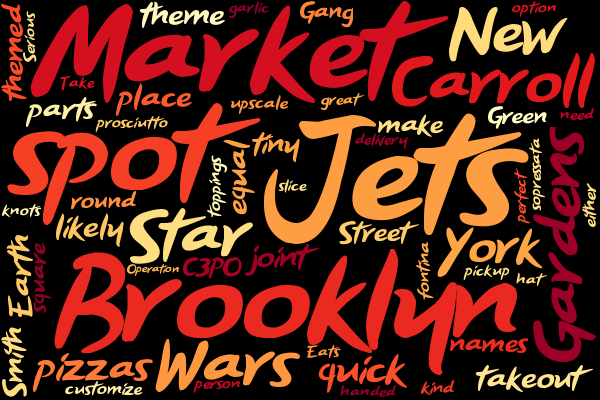 themed
Serious
Market
theme
garlic
Gang
New
option
Take
Carroll
parts
place
prosciutto
upscale
great
Green
need
spot
toppings
equal
tiny
slice
Jets
make
delivery
perfect
sopressata
Gardens
either
knots
round
likely
Star
Street
York
pickup
hat
fontina
Operation
C3PO
joint
Smith
Earth
square
Brooklyn
names
pizzas
customize
Wars
person
Eats
quick
handed
kind
takeout